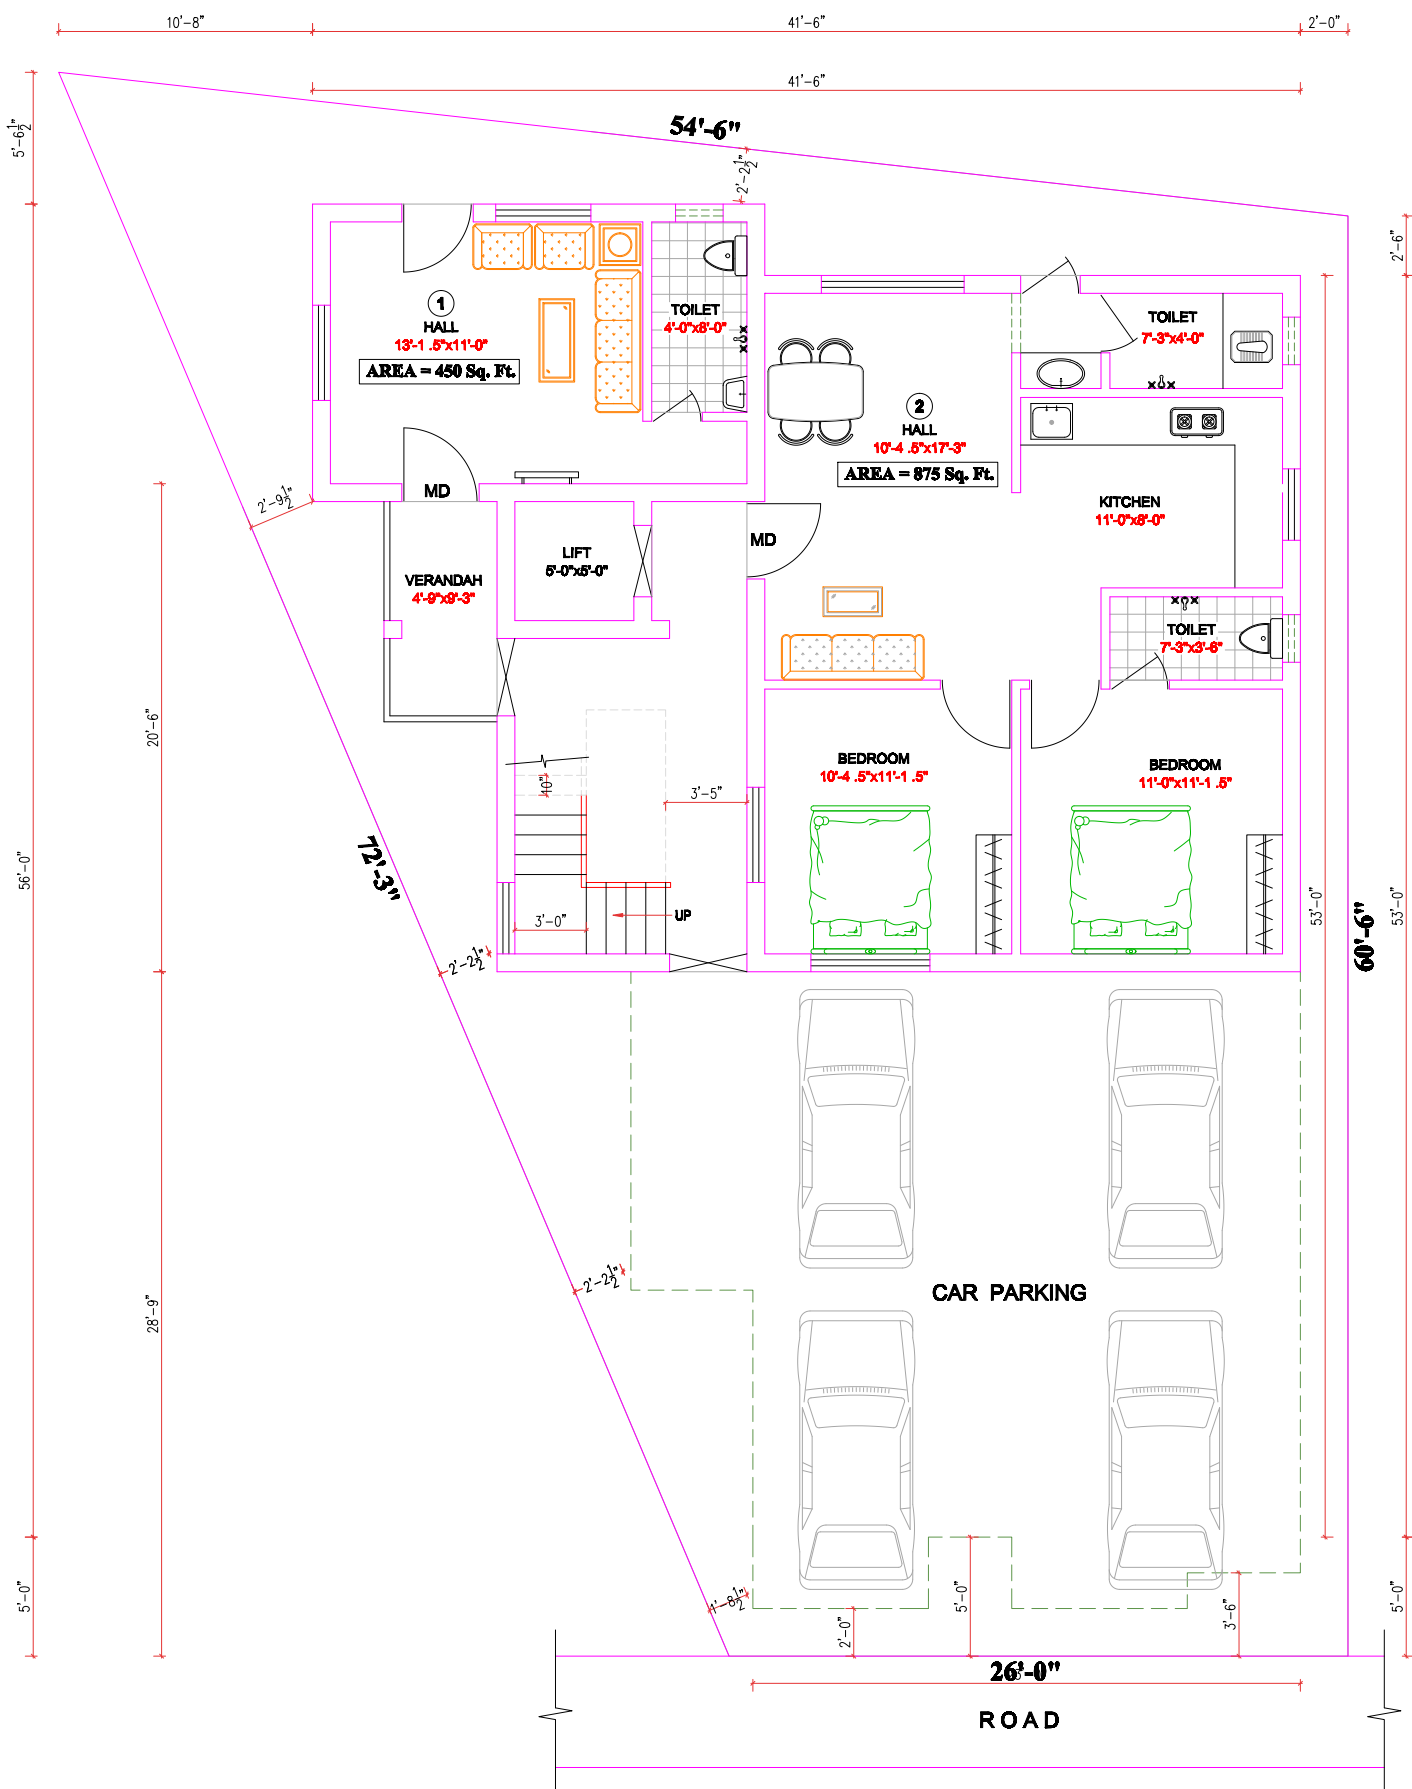 10'-8"
41'-6"
2'-0"
41'-6"
54'-6"
5'-6½"
2'-2½"
2'-6"
1
HALL
13'-1 .5"x11'-0"
AREA = 450 Sq. Ft.
TOILET
4'-0"x8'-0"
TOILET
7'-3"x4'-0"
2
HALL
10'-4 .5"x17'-3"
AREA = 875 Sq. Ft.
MD
2'-9½"
KITCHEN
11'-0"x8'-0"
LIFT
5'-0"x5'-0"
MD
VERANDAH
4'-9"x9'-3"
TOILET
7'-3"x3'-6"
20'-6"
BEDROOM
10'-4 .5"x11'-1 .5"
BEDROOM
11'-0"x11'-1 .5"
10"
3'-5"
56'-0"
72'-3"
3'-0"
UP
53'-0"
60'-6"
53'-0"
2'-2½"
2'-2½"
CAR PARKING
28'-9"
5'-0"
1'-8½"
2'-0"
5'-0"
3'-6"
5'-0"
26'-0"
ROAD